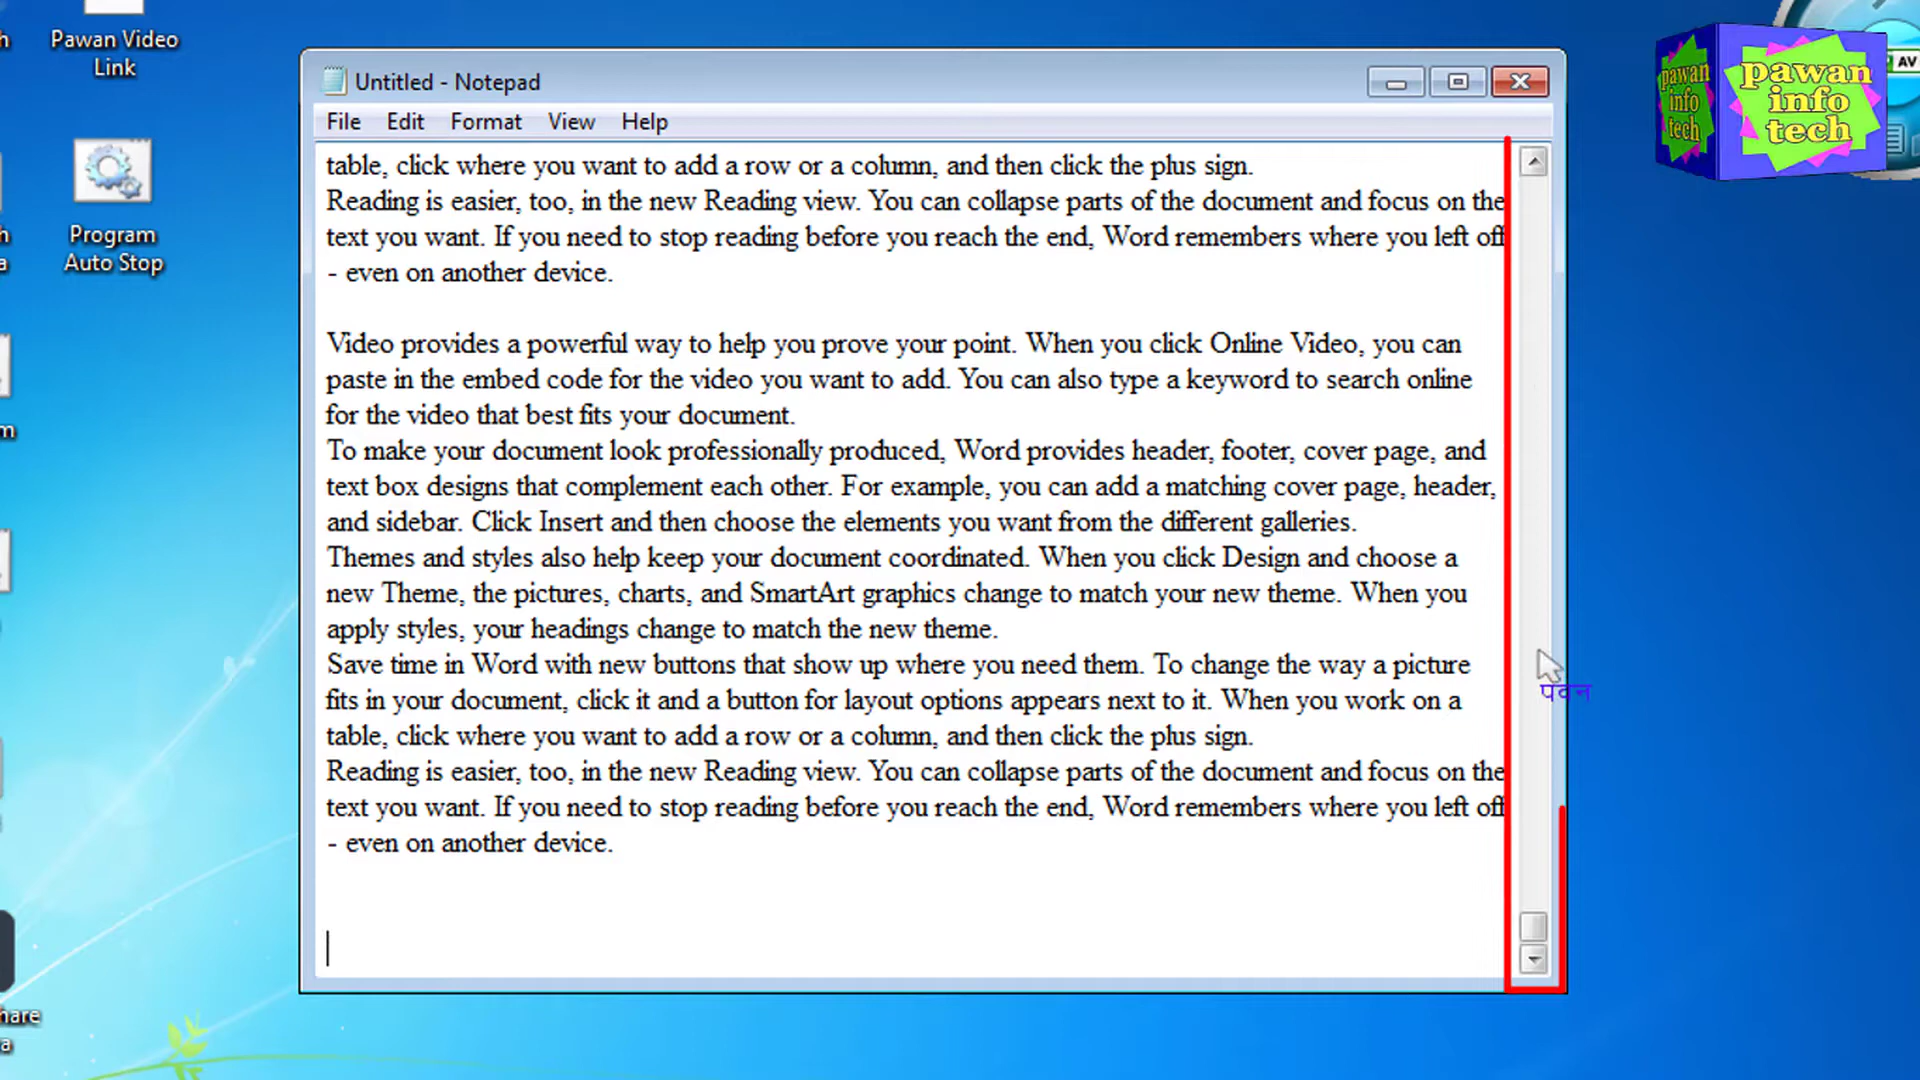 Pawan Video
Link
Program
Auto Stop
Untitled - Notepad
File Edit Format View Help
table, click where you want to add a row or a column, and then click the plus sign.
Reading is easier, too, in the new Reading view. You can collapse parts of the document and focus on the
text you want. If you need to stop reading before you reach the end, Word remembers where you left off
- even on another device.
Video provides a powerful way to help you prove your point. When you click Online Video, you can
paste in the embed code for the video you want to add. You can also type a keyword to search online
for the video that best fits your document.
To make your document look professionally produced, Word provides header, footer, cover page, and
text box designs that complement each other. For example, you can add a matching cover page, header,
and sidebar. Click Insert and then choose the elements you want from the different galleries.
Themes and styles also help keep your document coordinated. When you click Design and choose a
new Theme, the pictures, charts, and SmartArt graphics change to match your new theme. When you
apply styles, your headings change to match the new theme.
Save time in Word with new buttons that show up where you need them. To change the way a picture
fits in your document, click it and a button for layout options appears next to it. When you work on a
table, click where you want to add a row or a column, and then click the plus sign.
Reading is easier, too, in the new Reading view. You can collapse parts of the document and focus on the
text you want. If you need to stop reading before you reach the end, Word remembers where you left off
- even on another device.
पवन
pawan
info
tech
pawan
info
tech
AV